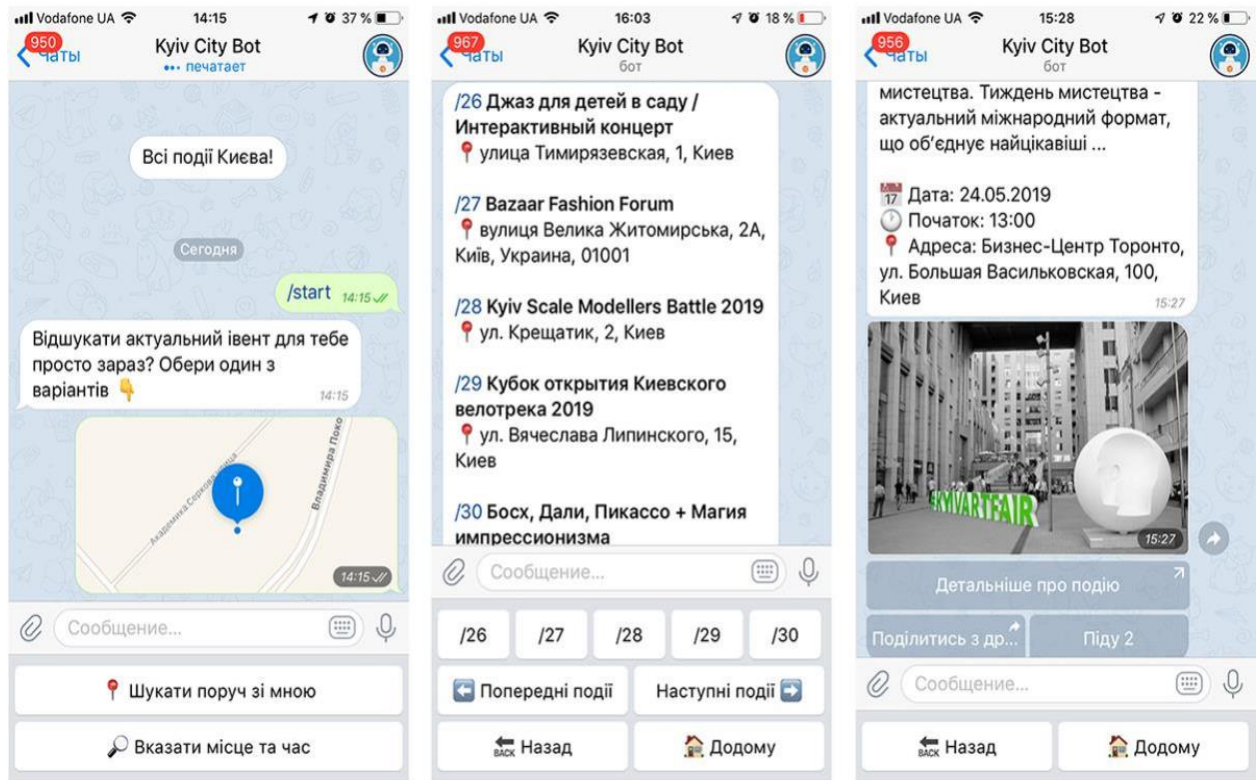 Vodafone UA
14:15
37 %
950
Чаты
Kyiv City Bot
печатает
Всі події Києва!
Сегодня
/start 14:15
Відшукати актуальний івент для тебе
просто зараз? Обери один з
варіантів
14:15
Академика Серкова улица
Владимира Поко
14:15
Сообщение...
Шукати поруч зі мною
Вказати місце та час
Vodafone UA
16:03
18 %
967
Чаты
Kyiv City Bot
бот
/26 Джаз для детей в саду /
Интерактивный концерт
улица Тимирязевская, 1, Киев
/27 Bazaar Fashion Forum
вулиця Велика Житомирська, 2А,
Київ, Украина, 01001
/28 Kyiv Scale Modellers Battle 2019
ул. Крещатик, 2, Киев
/29 Кубок открытия Киевского
велотрека 2019
ул. Вячеслава Липинского, 15,
Киев
/30 Босх, Дали, Пикассо + Магия
импрессионизма
Сообщение...
/26 /27 /28 /29 /30
Попередні події
Наступні події
BACK Назад
Додому
Vodafone UA
15:28
22 %
956
Чаты
Kyiv City Bot
бот
мистецтва. Тиждень мистецтва -
актуальний міжнародний формат,
що об’єднує найцікавіші ...
17 Дата: 24.05.2019
Початок: 13:00
Адреса: Бизнес-Центр Торонто,
ул. Большая Васильковская, 100,
Киев
15:27
#KYIVARTFAIR
15:27
Детальніше про подію
Поділитись з др...
Піду 2
Сообщение...
BACK Назад
Додому